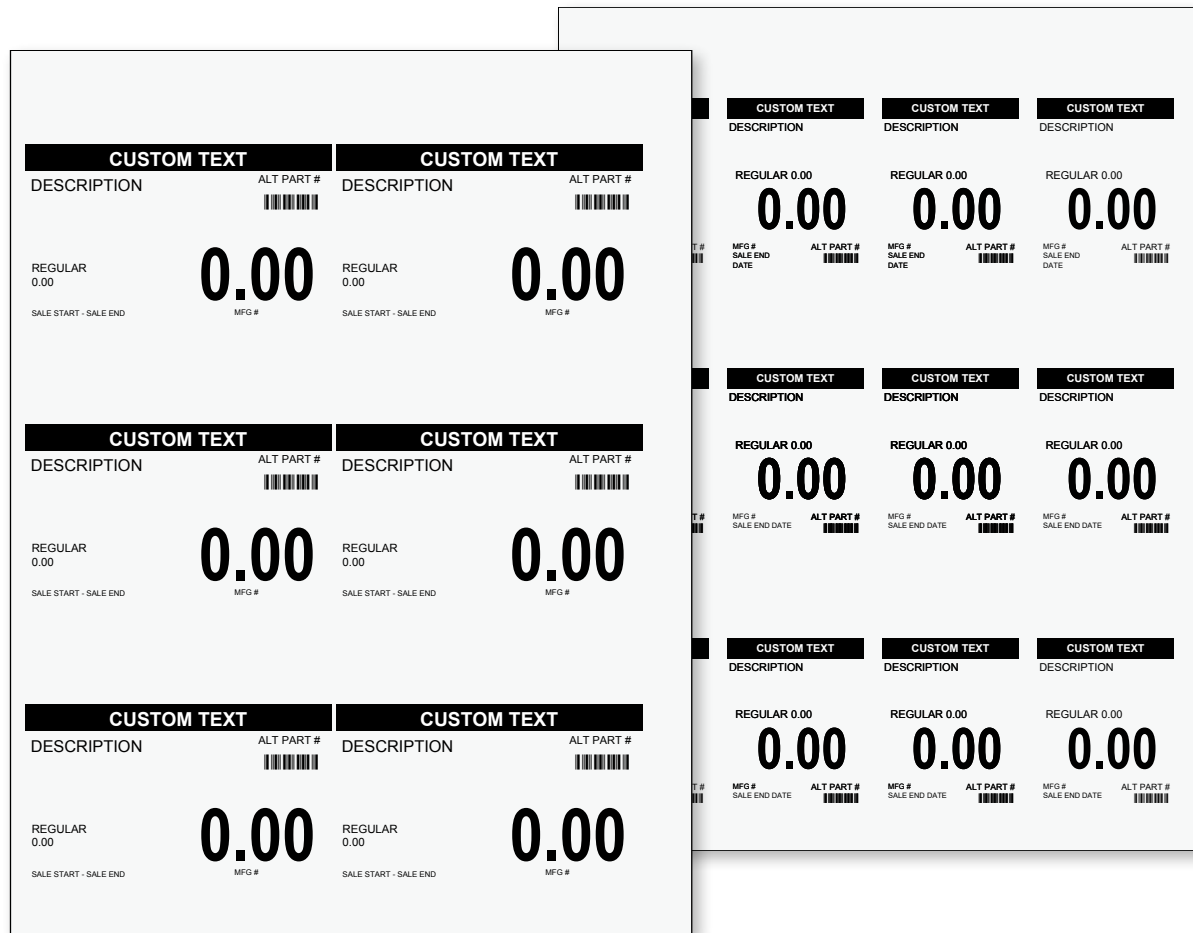 CUSTOM TEXT CUSTOM TEXT
DESCRIPTION ALT PART # DESCRIPTION ALT PART #
REGULAR 0.00 REGULAR 0.00
0.00 0.00
SALE START - SALE END MFG # SALE START - SALE END MFG #
CUSTOM TEXT CUSTOM TEXT
DESCRIPTION ALT PART # DESCRIPTION ALT PART #
REGULAR 0.00 REGULAR 0.00
0.00 0.00
SALE START - SALE END MFG # SALE START - SALE END MFG #
CUSTOM TEXT CUSTOM TEXT
DESCRIPTION ALT PART # DESCRIPTION ALT PART #
REGULAR 0.00 REGULAR 0.00
0.00 0.00
SALE START - SALE END MFG # SALE START - SALE END MFG #
CUSTOM TEXT CUSTOM TEXT CUSTOM TEXT
DESCRIPTION DESCRIPTION DESCRIPTION
REGULAR 0.00 REGULAR 0.00 REGULAR 0.00
0.00 0.00 0.00
MFG # ALT PART # MFG # ALT PART # MFG # ALT PART #
SALE END SALE END SALE END
DATE DATE DATE
CUSTOM TEXT CUSTOM TEXT CUSTOM TEXT
DESCRIPTION DESCRIPTION DESCRIPTION
REGULAR 0.00 REGULAR 0.00 REGULAR 0.00
0.00 0.00 0.00
MFG # ALT PART # MFG # ALT PART # MFG # ALT PART #
SALE END DATE SALE END DATE SALE END DATE
CUSTOM TEXT CUSTOM TEXT CUSTOM TEXT
DESCRIPTION DESCRIPTION DESCRIPTION
REGULAR 0.00 REGULAR 0.00 REGULAR 0.00
0.00 0.00 0.00
MFG # ALT PART # MFG # ALT PART # MFG # ALT PART #
SALE END DATE SALE END DATE SALE END DATE